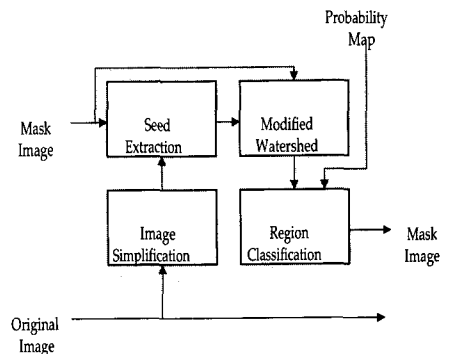 Probability
Map
Mask
Image
Seed
Extraction
Modified
Watershed
Image
Simplification
Region
Classification
Mask
Image
Original
Image